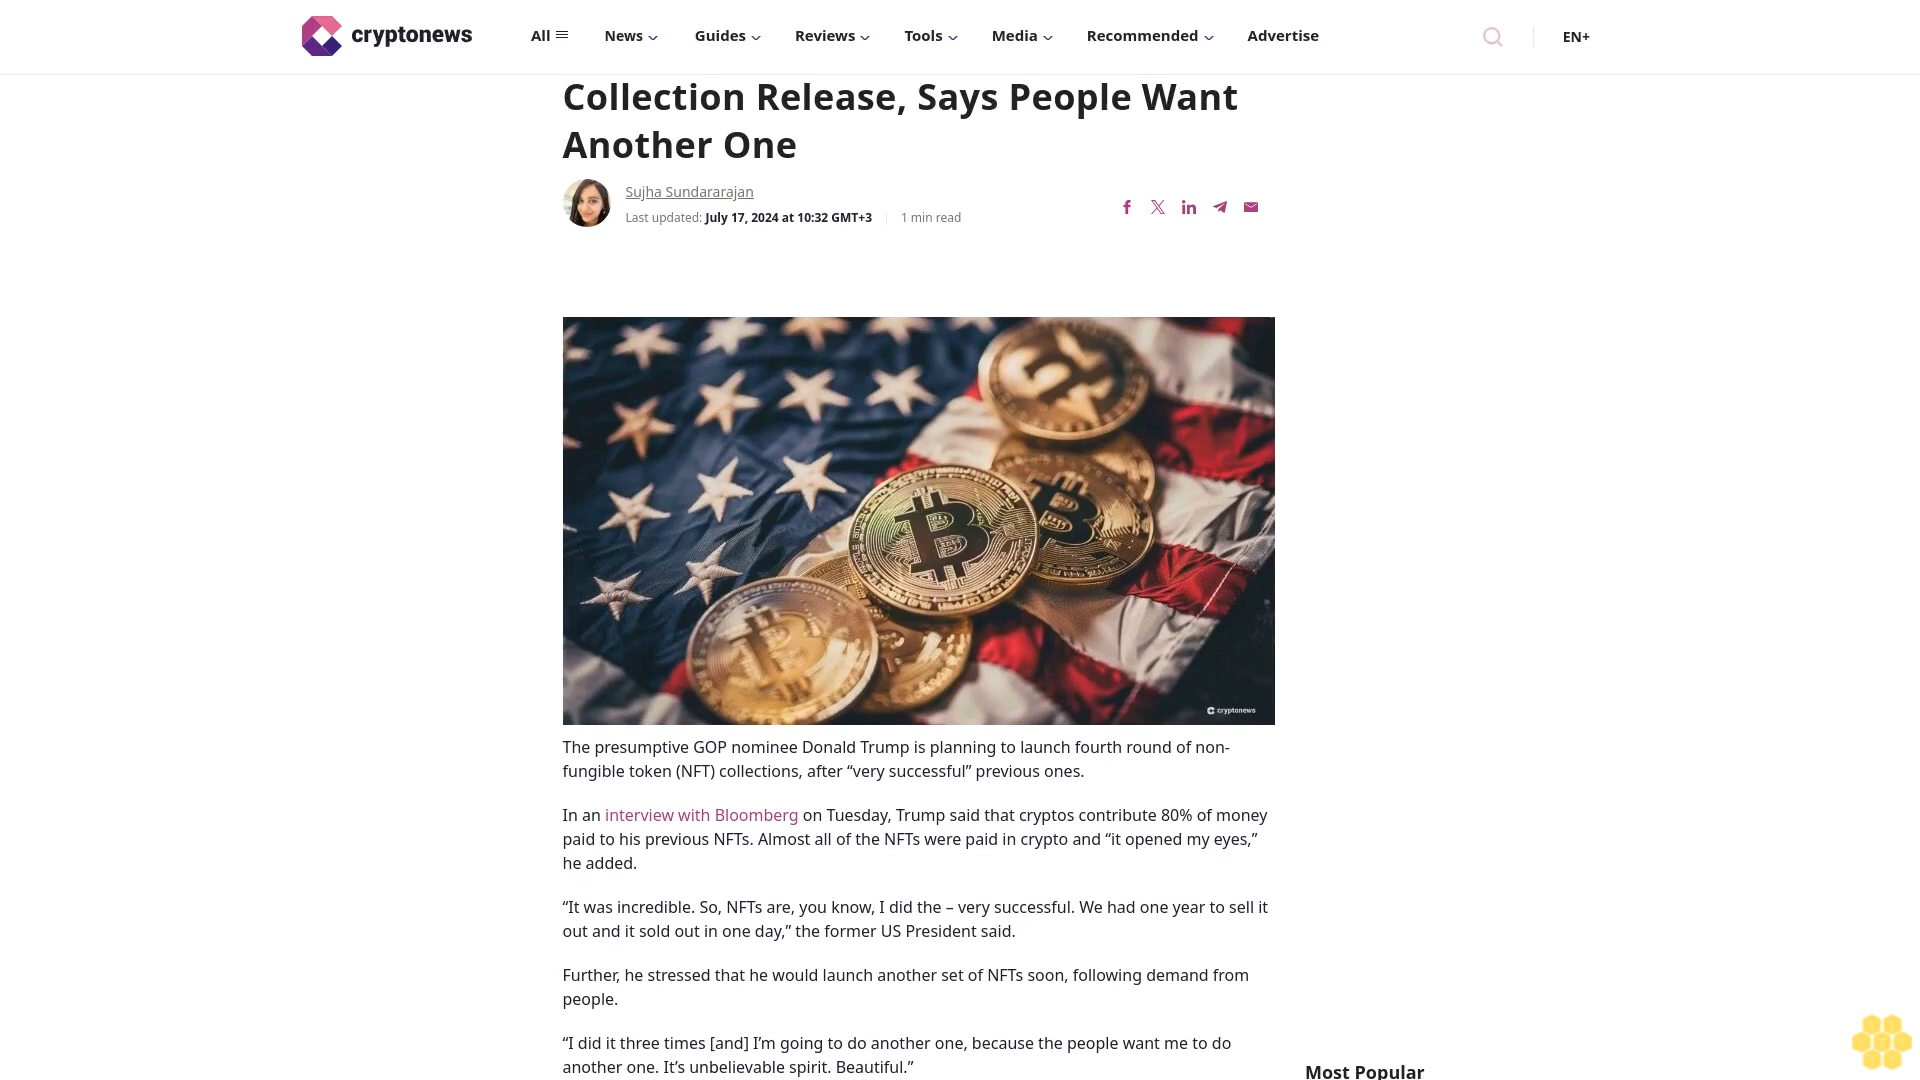 cryptonews
All
News
Guides
Reviews
Tools
Media
Recommended
Advertise
EN+
Collection Release, Says People Want
Another One
Sujha Sundararajan
Last updated: July 17, 2024 at 10:32 GMT+3
1 min read
cryptonews
The presumptive GOP nominee Donald Trump is planning to launch fourth round of non-
fungible token (NFT) collections, after “very successful” previous ones.
In an interview with Bloomberg on Tuesday, Trump said that cryptos contribute 80% of money
paid to his previous NFTs. Almost all of the NFTs were paid in crypto and “it opened my eyes,”
he added.
“It was incredible. So, NFTs are, you know, I did the – very successful. We had one year to sell it
out and it sold out in one day,” the former US President said.
Further, he stressed that he would launch another set of NFTs soon, following demand from
people.
“I did it three times [and] I’m going to do another one, because the people want me to do
another one. It’s unbelievable spirit. Beautiful.”
Most Popular